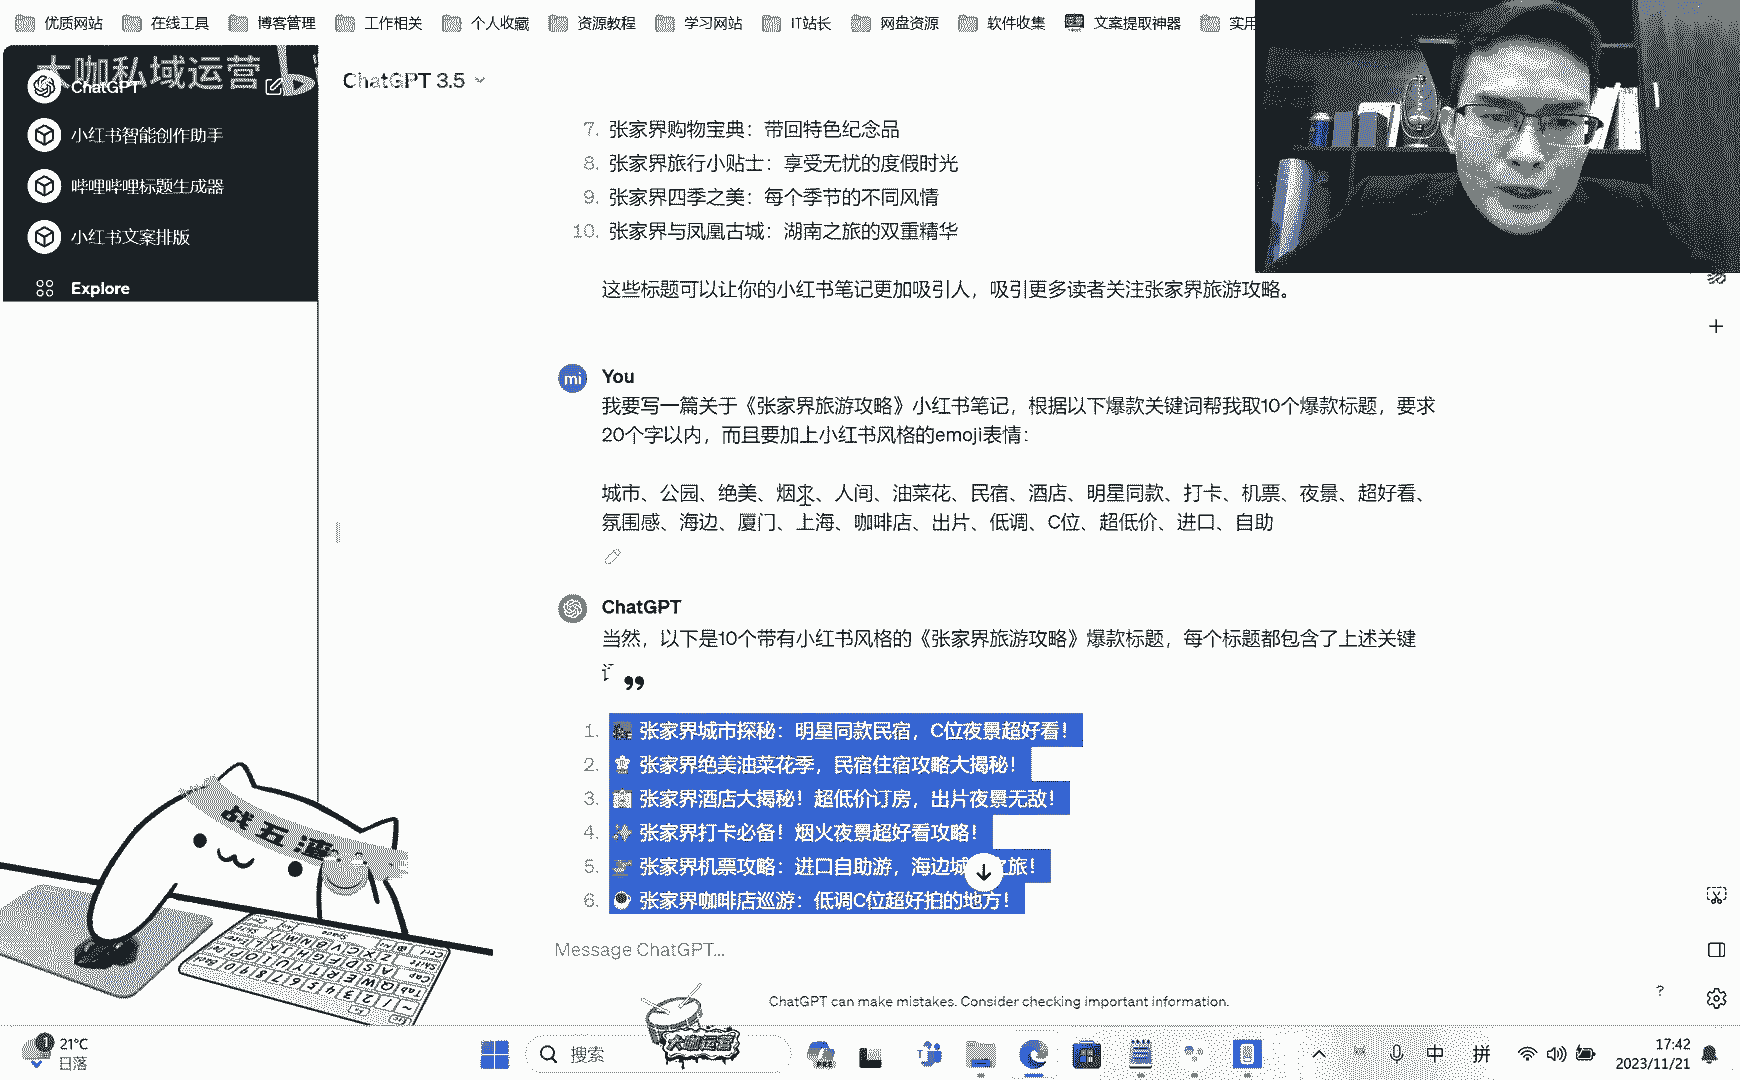 优质网站 在线工具 博客管理 工作相关 个人收藏 资源教程 学习网站 IT站长 网盘资源 软件收集 文案提取神器 实用
大咖私域运营
ChatGPT
小红书智能创作助手
哔哩哔哩标题生成器
小红书文案排版
Explore
ChatGPT 3.5
7. 张家界购物宝典：带回特色纪念品
8. 张家界旅行小贴士：享受无忧的度假时光
9. 张家界四季之美：每个季节的不同风情
10. 张家界与凤凰古城：湖南之旅的双重精华
这些标题可以让你的小红书笔记更加吸引人，吸引更多读者关注张家界旅游攻略。
mi You
我要写一篇关于《张家界旅游攻略》小红书笔记，根据以下爆款关键词帮我取10个爆款标题，要求
20个字以内，而且要加上小红书风格的emoji表情：
城市、公园、绝美、烟火、人间、油菜花、民宿、酒店、明星同款、打卡、机票、夜景、超好看、
氛围感、海边、厦门、上海、咖啡店、出片、低调、C位、超低价、进口、自助
ChatGPT
当然，以下是10个带有小红书风格的《张家界旅游攻略》爆款标题，每个标题都包含了上述关键
1. 张家界城市探秘：明星同款民宿，C位夜景超好看！
2. 张家界绝美油菜花季，民宿住宿攻略大揭秘！
3. 张家界酒店大揭秘！超低价订房，出片夜景无敌！
4. 张家界打卡必备！烟火夜景超好看攻略！
5. 张家界机票攻略：进口自助游，海边城 之旅！
6. 张家界咖啡店巡游：低调C位超好拍的地方！
Message ChatGPT...
ChatGPT can make mistakes. Consider checking important information.
?
战五渣
大咖运营
1 21°C
日落
搜索
中 拼
17:42
2023/11/21